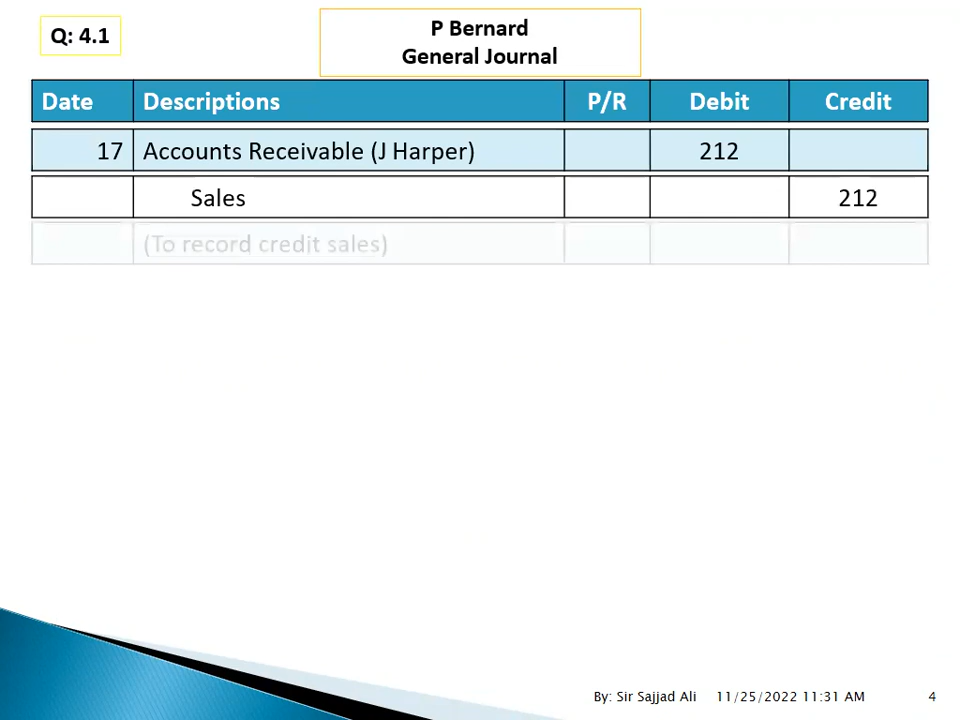 Q: 4.1
P Bernard
General Journal
Date Descriptions P/R Debit Credit
17 Accounts Receivable (J Harper) 212
Sales 212
(To record credit sales)
By: Sir Sajjad Ali 11/25/2022 11:31 AM 4